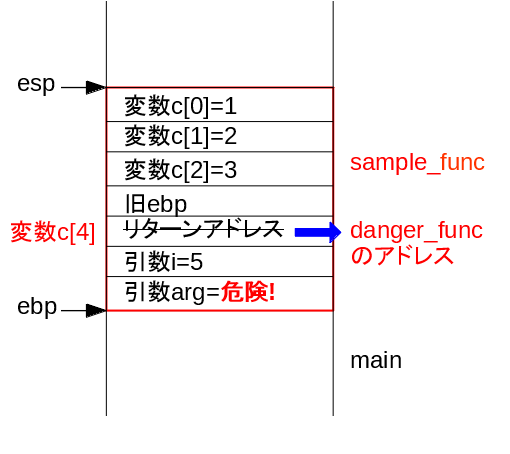 esp
変数c[0]=1
変数c[1]=2
変数c[2]=3
sample_func
旧ebp
変数c[4]
リターンアドレス
danger_func
のアドレス
引数i=5
引数arg=危険!
ebp
main